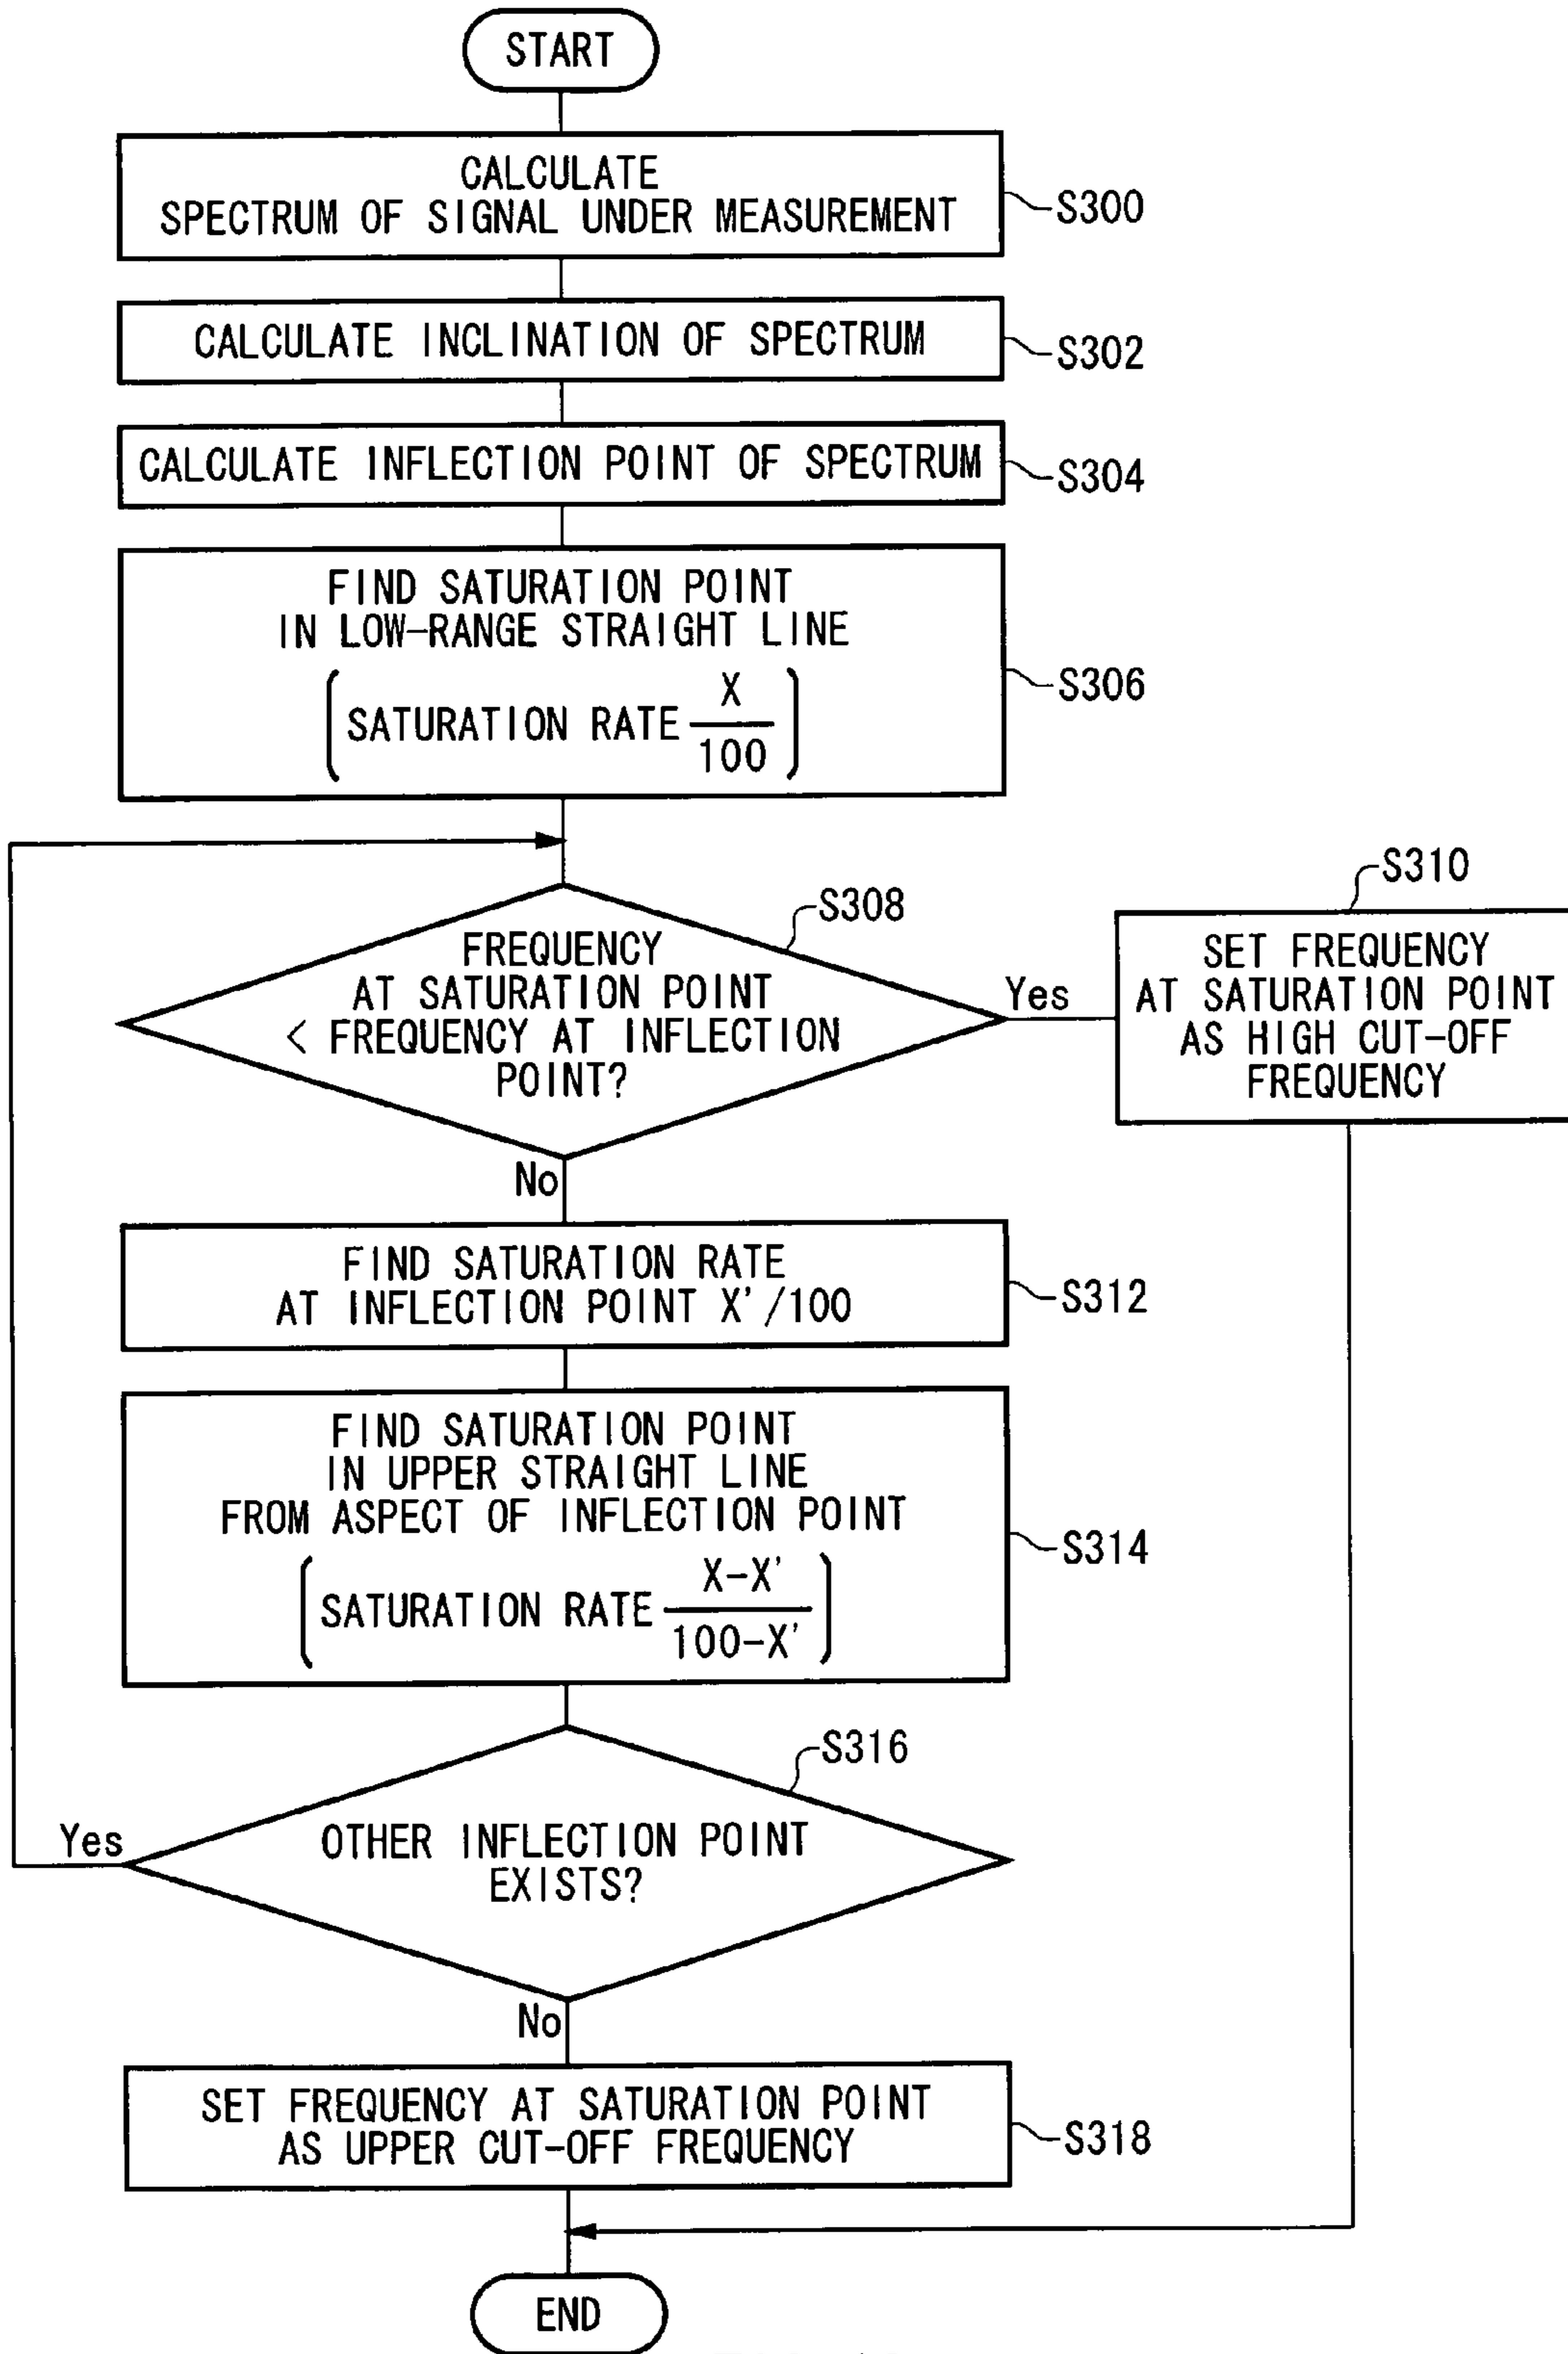 START
CALCULATE
SPECTRUM OF SIGNAL UNDER MEASUREMENT
S300
CALCULATE INCLINATION OF SPECTRUM
S302
CALCULATE INFLECTION POINT OF SPECTRUM
S304
FIND SATURATION POINT
IN LOW-RANGE STRAIGHT LINE
(SATURATION RATE X/100)
S306
FREQUENCY
AT SATURATION POINT
< FREQUENCY AT INFLECTION
POINT?
S308
Yes
S310
SET FREQUENCY
AT SATURATION POINT
AS HIGH CUT-OFF
FREQUENCY
No
FIND SATURATION RATE
AT INFLECTION POINT X'/100
S312
FIND SATURATION POINT
IN UPPER STRAIGHT LINE
FROM ASPECT OF INFLECTION POINT
(SATURATION RATE X-X'/100-X')
S314
S316
Yes
OTHER INFLECTION POINT
EXISTS?
No
SET FREQUENCY AT SATURATION POINT
AS UPPER CUT-OFF FREQUENCY
S318
END